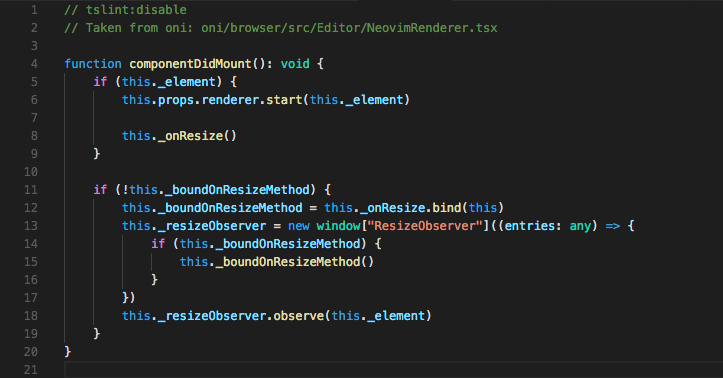 1 // tslint:disable
2 // Taken from oni: oni/browser/src/Editor/NeovimRenderer.tsx
3
4 function componentDidMount(): void {
5     if (this._element) {
6         this.props.renderer.start(this._element)
7
8         this._onResize()
9     }
10
11     if (!this._boundOnResizeMethod) {
12         this._boundOnResizeMethod = this._onResize.bind(this)
13         this._resizeObserver = new window["ResizeObserver"]((entries: any) => {
14             if (this._boundOnResizeMethod) {
15                 this._boundOnResizeMethod()
16             }
17         })
18         this._resizeObserver.observe(this._element)
19     }
20 }
21